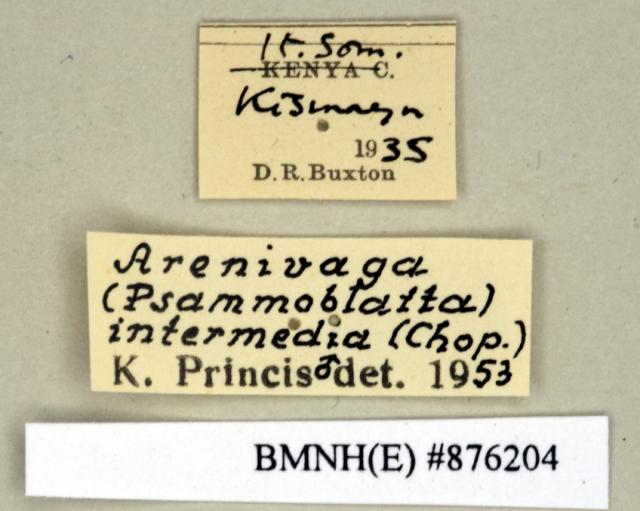 It. Som.
KENYA C.
Kismayu
1935
D. R. Buxton
Arenivaga
(Psammoblatta)
intermedia (Chop.)
K. Princis ♂ det. 1953
BMNH(E) #876204